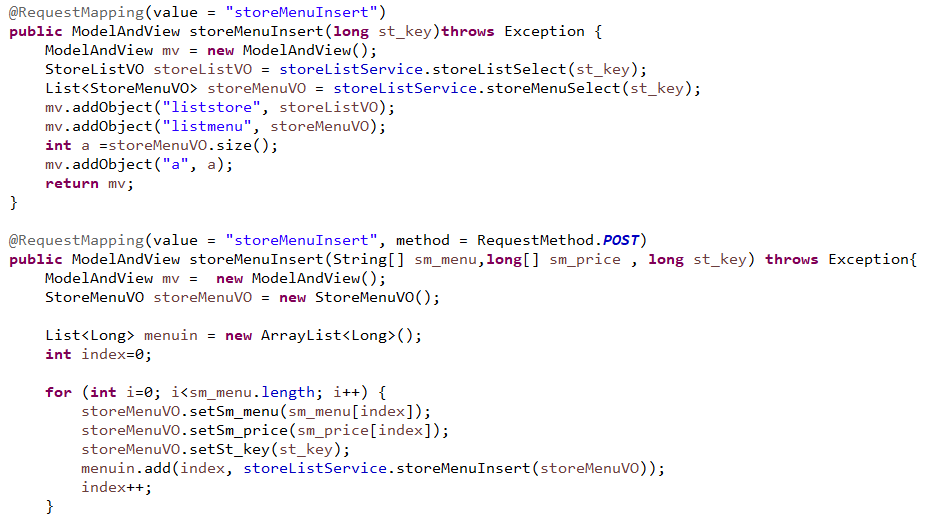 @RequestMapping(value = "storeMenuInsert")
public ModelAndView storeMenuInsert(long st_key)throws Exception {
    ModelAndView mv = new ModelAndView();
    StoreListVO storeListVO = storeListService.storeListSelect(st_key);
    List<StoreMenuVO> storeMenuVO = storeListService.storeMenuSelect(st_key);
    mv.addObject("liststore", storeListVO);
    mv.addObject("listmenu", storeMenuVO);
    int a =storeMenuVO.size();
    mv.addObject("a", a);
    return mv;
}

@RequestMapping(value = "storeMenuInsert", method = RequestMethod.POST)
public ModelAndView storeMenuInsert(String[] sm_menu,long[] sm_price , long st_key) throws Exception{
    ModelAndView mv =  new ModelAndView();
    StoreMenuVO storeMenuVO = new StoreMenuVO();

    List<Long> menuin = new ArrayList<Long>();
    int index=0;

    for (int i=0; i<sm_menu.length; i++) {
        storeMenuVO.setSm_menu(sm_menu[index]);
        storeMenuVO.setSm_price(sm_price[index]);
        storeMenuVO.setSt_key(st_key);
        menuin.add(index, storeListService.storeMenuInsert(storeMenuVO));
        index++;
    }